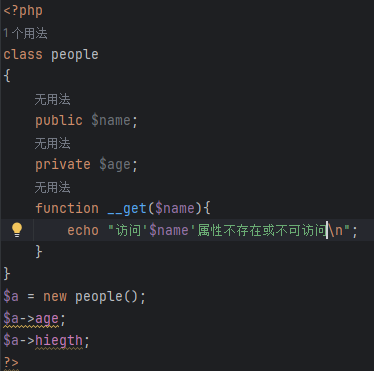 <?php
1个用法
class people
{
无用法
public $name;
无用法
private $age;
无用法
function __get($name){
echo "访问'$name'属性不存在或不可访问\n";
}
}
$a = new people();
$a->age;
$a->hiegth;
?>